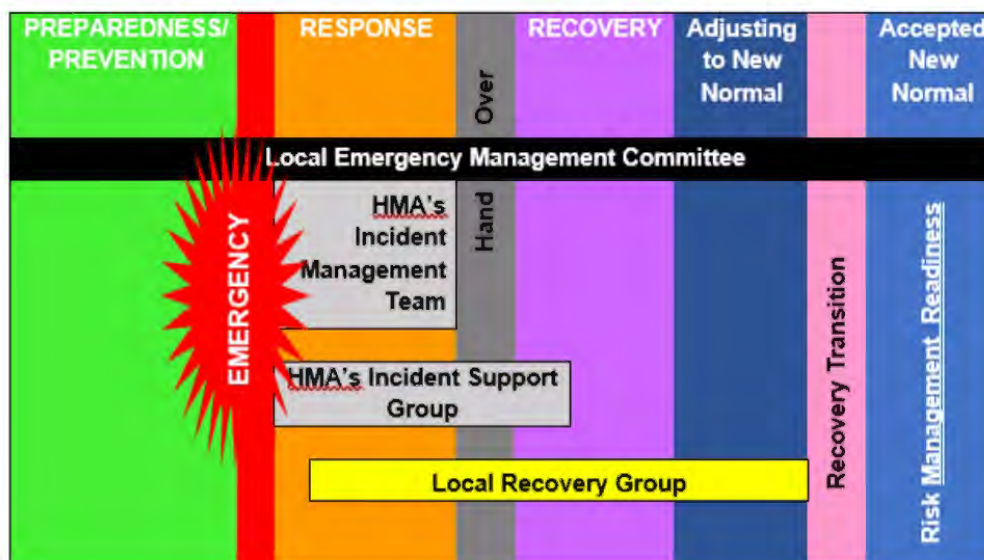 PREPAREDNESS/
PREVENTION
RESPONSE
RECOVERY
Adjusting
to New
Normal
Accepted
New
Normal
Local Emergency Management Committee
EMERGENCY
HMA's
Incident
Management
Team
Hand Over
HMA's Incident Support
Group
Local Recovery Group
Recovery Transition
Risk Management Readiness